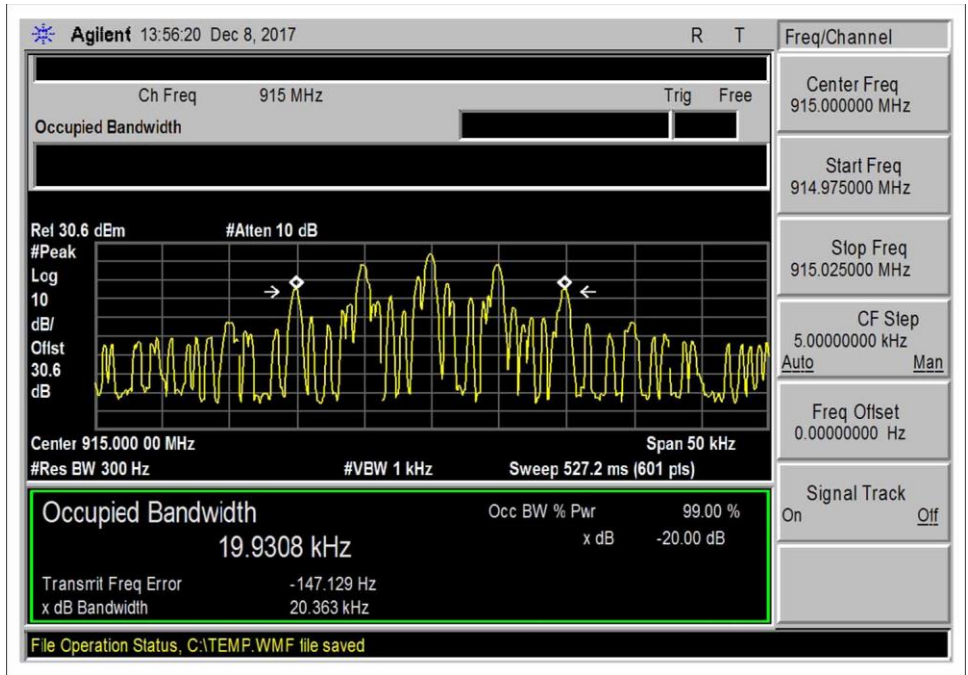 Agilent 13:56:20 Dec 8, 2017 R T
Ch Freq 915 MHz Trig Free
Occupied Bandwidth
Ref 30.6 dBm #Atten 10 dB
#Peak
Log
10
dB/
Offst
30.6
dB
Center 915.000 00 MHz Span 50 kHz
#Res BW 300 Hz #VBW 1 kHz Sweep 527.2 ms (601 pts)
Occupied Bandwidth Occ BW % Pwr 99.00 %
19.9308 kHz x dB -20.00 dB
Transmit Freq Error -147.129 Hz
x dB Bandwidth 20.363 kHz
File Operation Status, C:\TEMP.WMF file saved
Freq/Channel
Center Freq
915.000000 MHz
Start Freq
914.975000 MHz
Stop Freq
915.025000 MHz
CF Step
5.00000000 kHz
Auto Man
Freq Offset
0.00000000 Hz
Signal Track
On Off